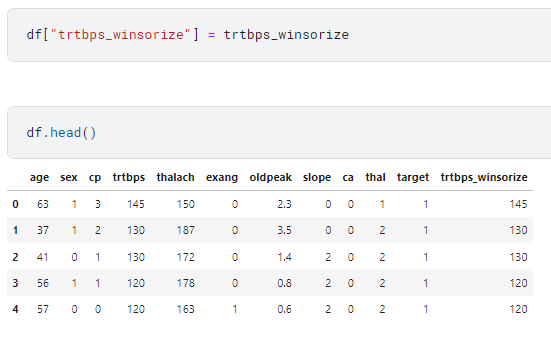 df["trtbps_winsorize"] = trtbps_winsorize
df.head()
age sex cp trtbps thalach exang oldpeak slope ca thal target trtbps_winsorize
0 63 1 3 145 150 0 2.3 0 0 1 1 145
1 37 1 2 130 187 0 3.5 0 0 2 1 130
2 41 0 1 130 172 0 1.4 2 0 2 1 130
3 56 1 1 120 178 0 0.8 2 0 2 1 120
4 57 0 0 120 163 1 0.6 2 0 2 1 120